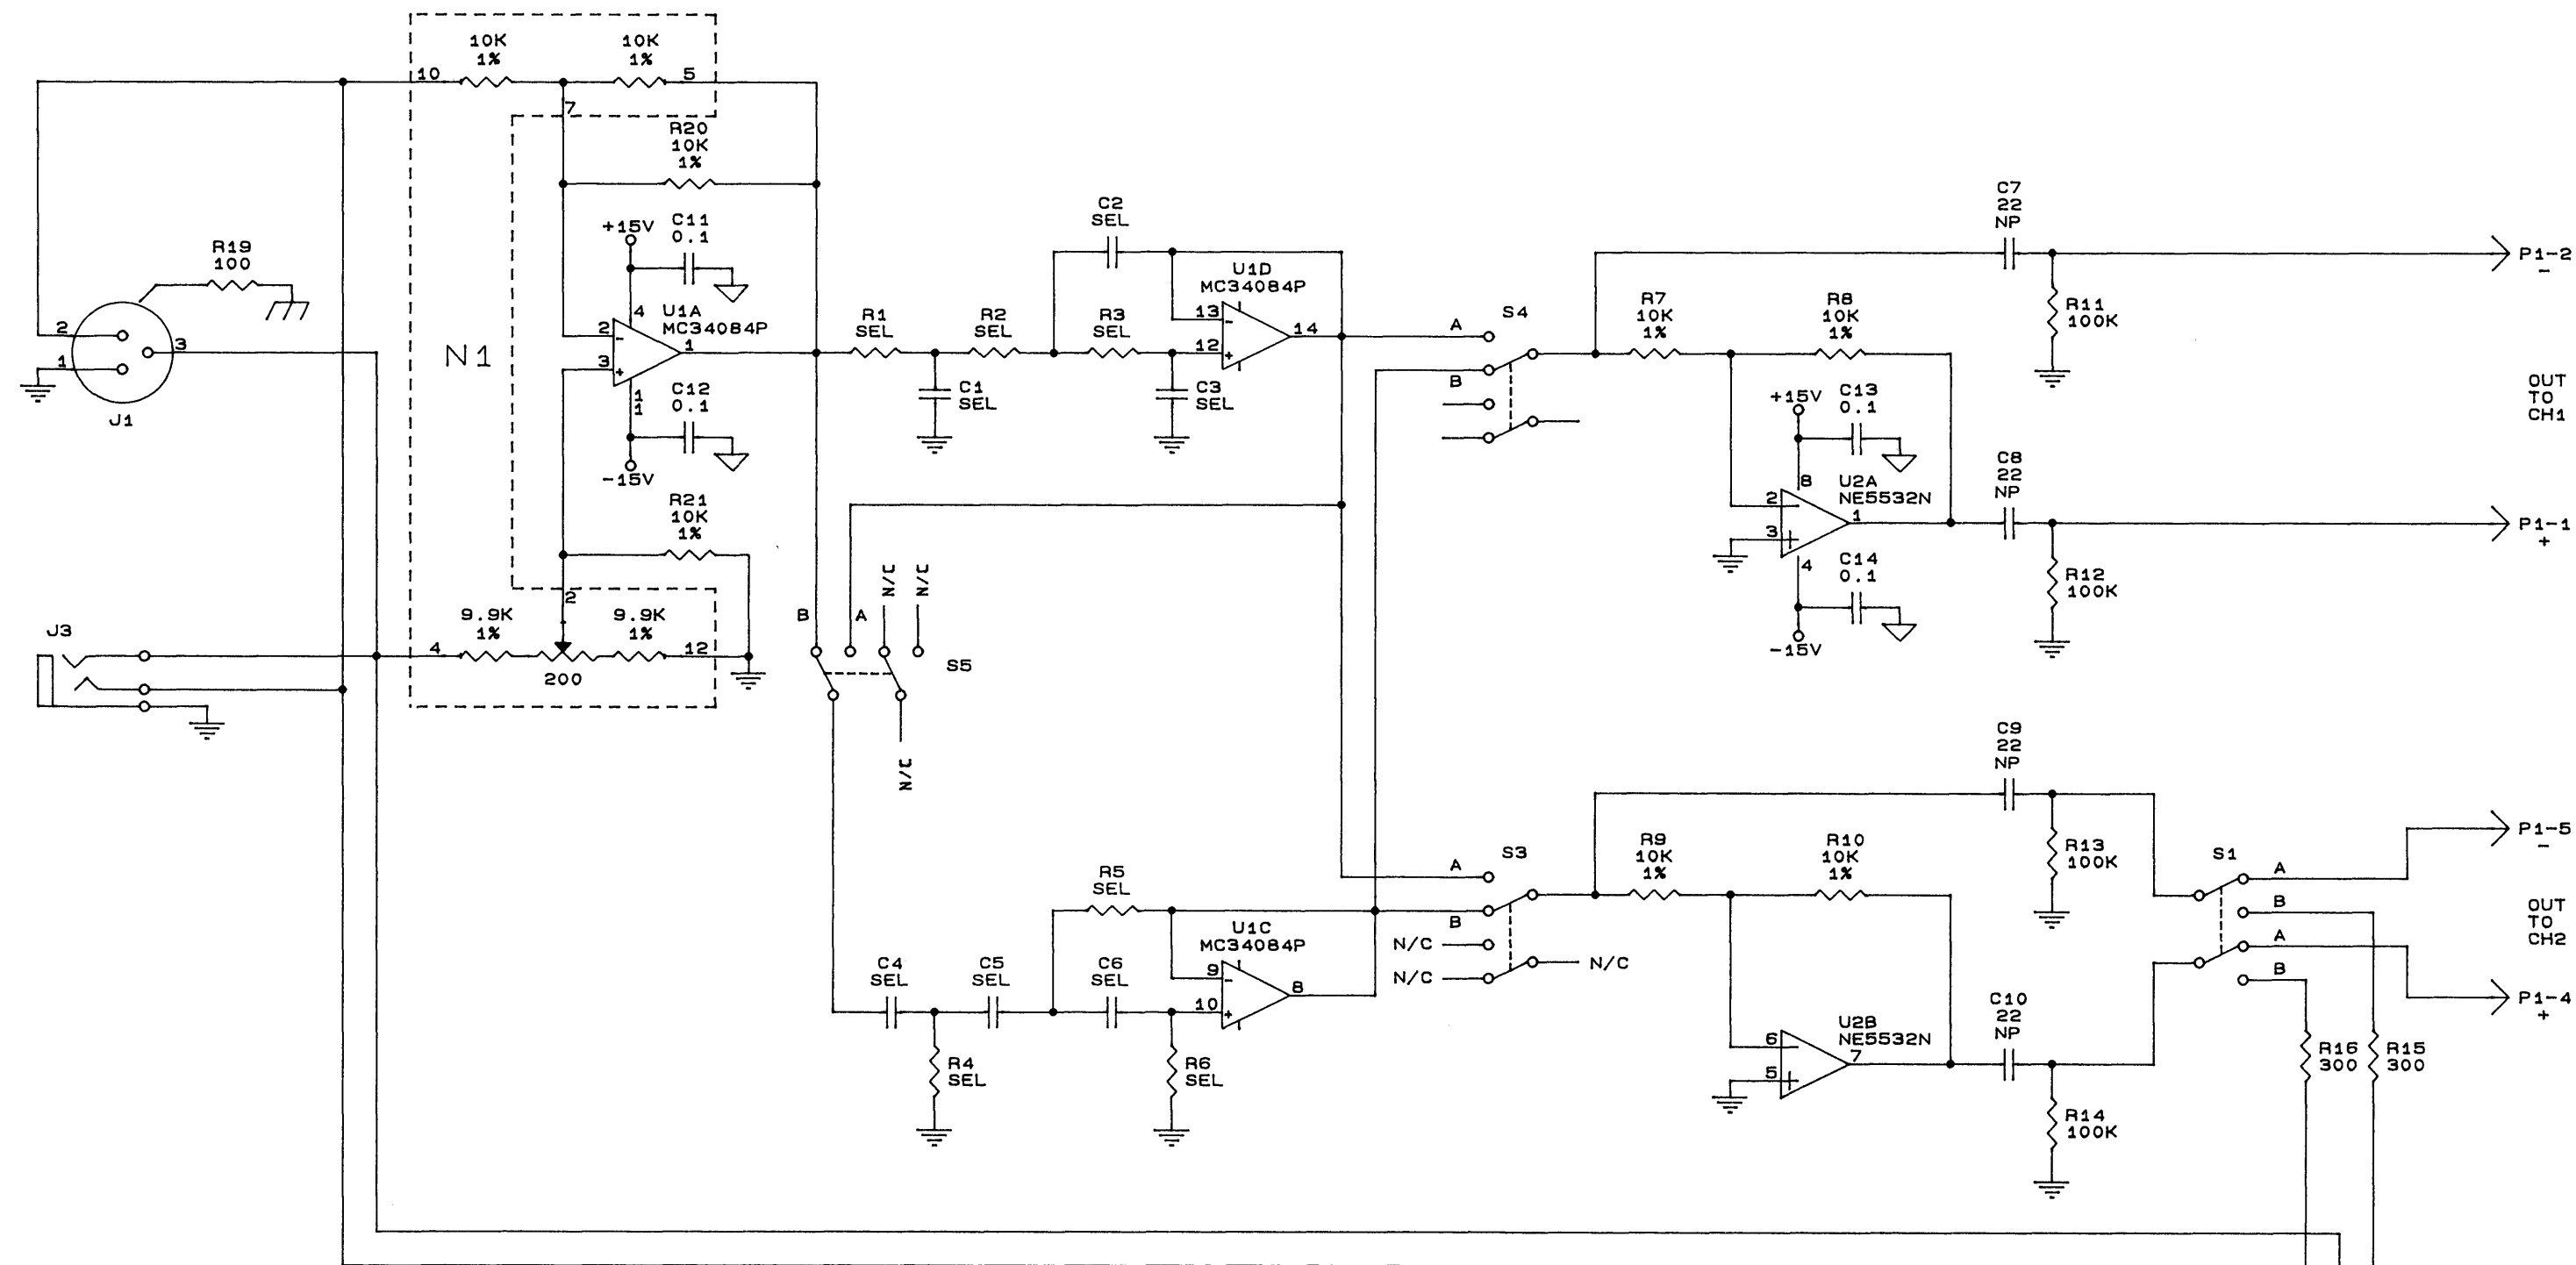 10K
1%
10K
1%
10
5
7
R20
10K
1%
+15V
C11
0.1
4
U1A
MC34084P
2
-
3
+
1
1
1
C12
0.1
-15V
N1
R19
100
2
1
3
J1
R21
10K
1%
2
9.9K
1%
9.9K
1%
4
12
200
J3
R1
SEL
C1
SEL
R2
SEL
C2
SEL
R3
SEL
C3
SEL
U1D
MC34084P
13
-
12
+
14
B
A
N/C
N/C
S5
N/C
A
S4
B
R7
10K
1%
R8
10K
1%
+15V
C13
0.1
8
U2A
NE5532N
2
3
1
4
C14
0.1
-15V
C7
22
NP
R11
100K
P1-2
-
OUT
TO
CH1
C8
22
NP
R12
100K
P1-1
+
C4
SEL
R4
SEL
C5
SEL
R5
SEL
C6
SEL
R6
SEL
U1C
MC34084P
9
-
10
+
8
A
S3
B
N/C
N/C
N/C
R9
10K
1%
R10
10K
1%
U2B
NE5532N
6
5
7
C9
22
NP
R13
100K
C10
22
NP
R14
100K
S1
A
B
A
B
P1-5
-
OUT
TO
CH2
P1-4
+
R16
300
R15
300